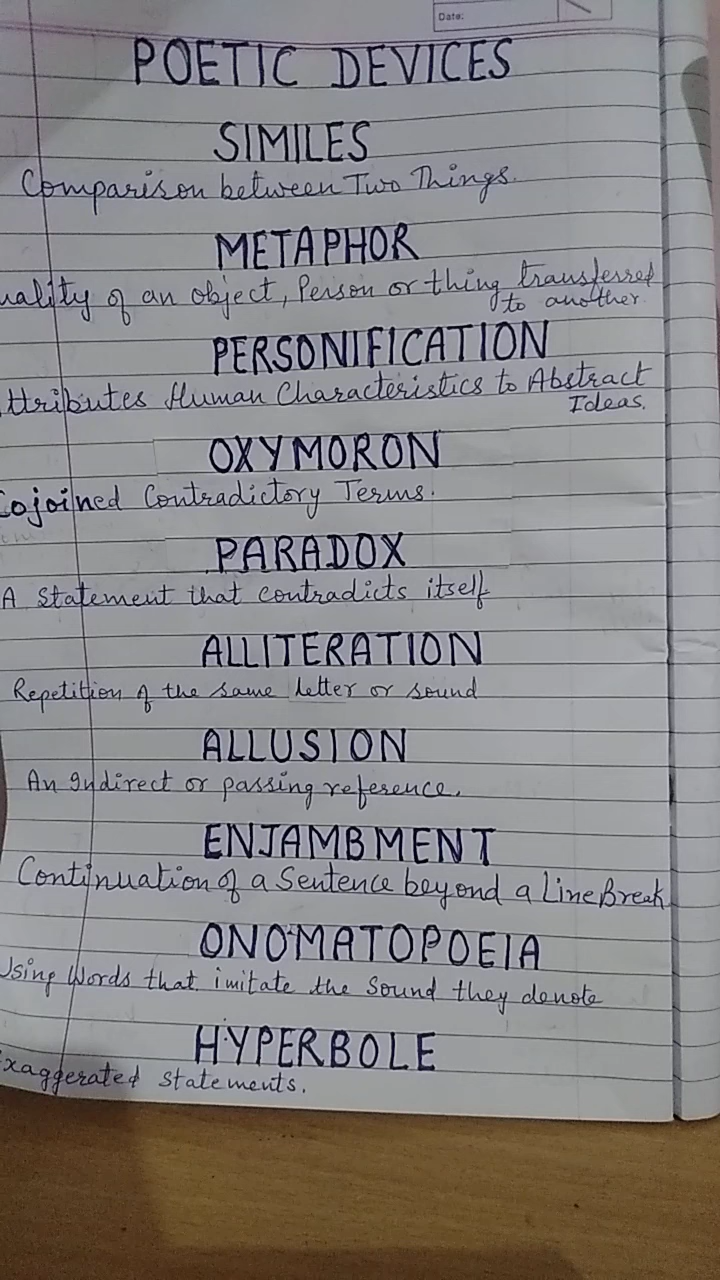 Date:
POETIC DEVICES
SIMILES
Comparison between Two Things.
METAPHOR
uality of an object, Person or thing transferred
to another.
PERSONIFICATION
ttributes Human Characteristics to Abstract
Ideas.
OXYMORON
Cojoined Contradictory Terms.
PARADOX
A Statement that contradicts itself
ALLITERATION
Repetition of the same letter or sound
ALLUSION
An Indirect or passing reference.
ENJAMBMENT
Continuation of a Sentence beyond a Line Break
ONOMATOPOEIA
Using Words that imitate the Sound they denote
HYPERBOLE
Exaggerated Statements.